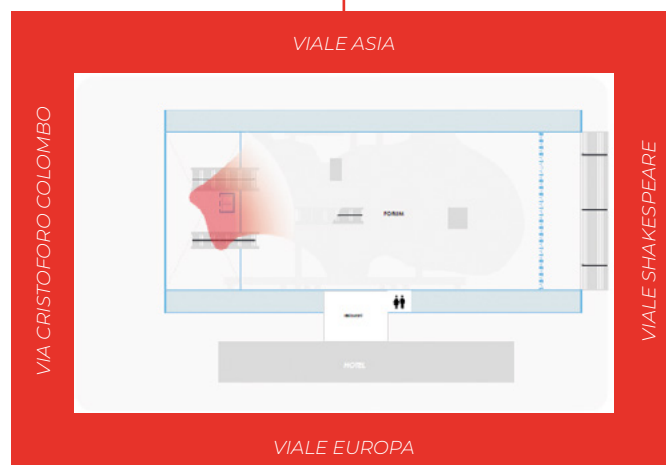 VIALE ASIA
VIA CRISTOFORO COLOMBO
FORUM
VIALE SHAKESPEARE
HOTEL
VIALE EUROPA